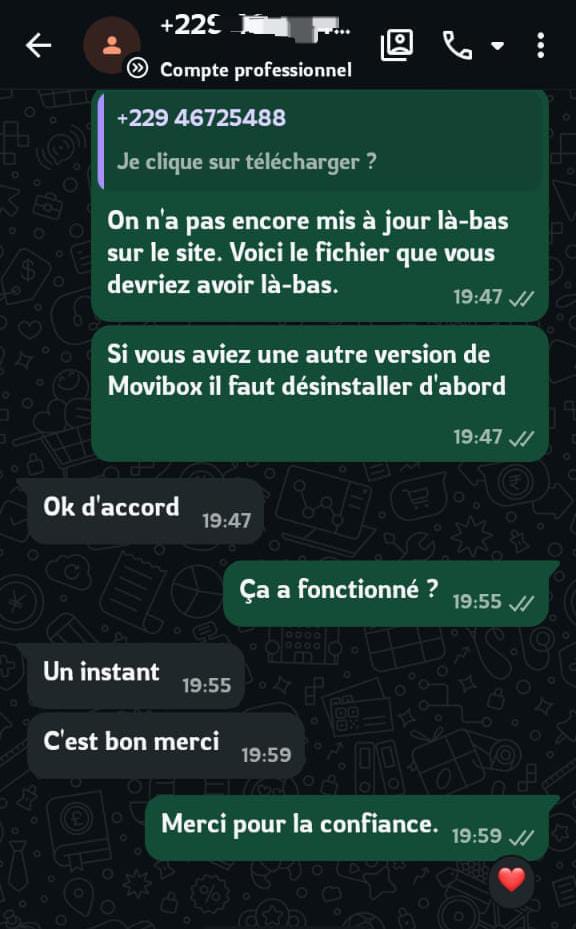 +229
Compte professionnel
+229 46725488
Je clique sur télécharger ?
On n'a pas encore mis à jour là-bas
sur le site. Voici le fichier que vous
devriez avoir là-bas.
19:47
Si vous aviez une autre version de
Movibox il faut désinstaller d'abord
19:47
Ok d'accord
19:47
Ça a fonctionné ?
19:55
Un instant
19:55
C'est bon merci
19:59
Merci pour la confiance.
19:59